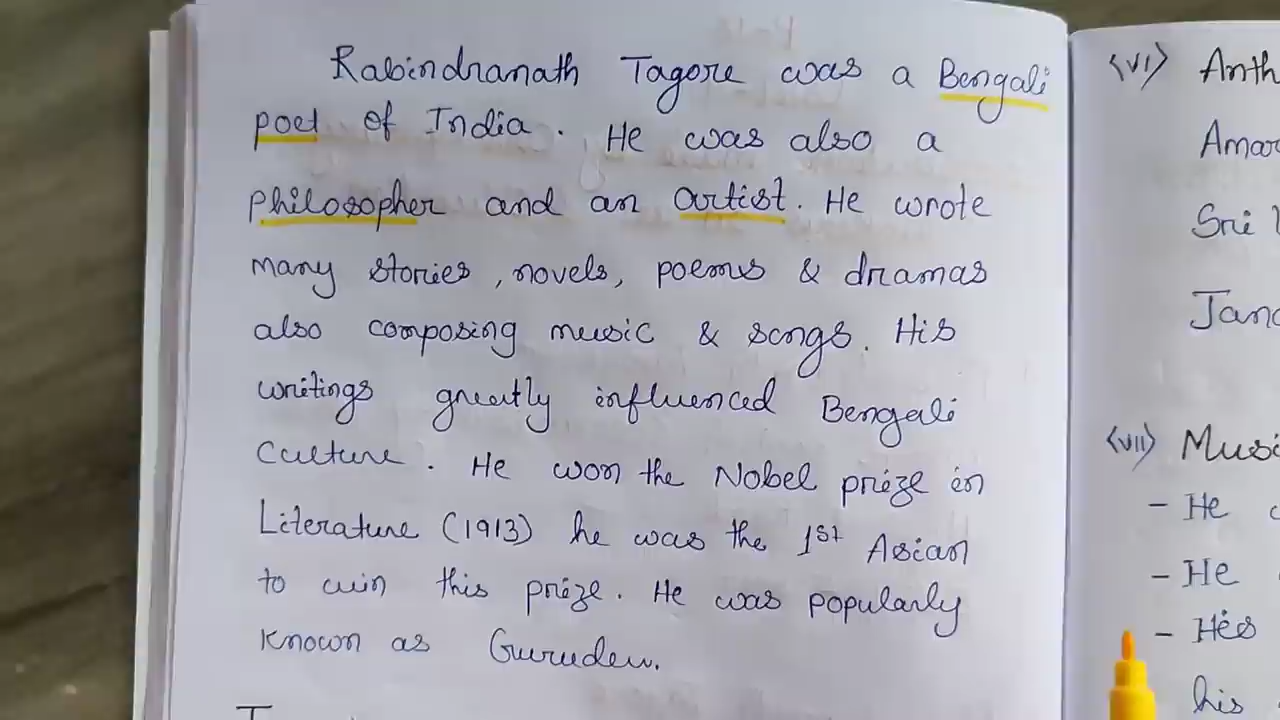 Rabindranath Tagore was a Bengali
poet of India. He was also a
philosopher and an artist. He wrote
many stories, novels, poems & dramas
also composing music & songs. His
writings greatly influenced Bengali
Culture. He won the Nobel prize in
Literature (1913) he was the 1st Asian
to win this prize. He was popularly
known as Gurudev.
(VI) Anth
Amar
Sri
Jana
(VII) Musi
- He
- He
- His
his